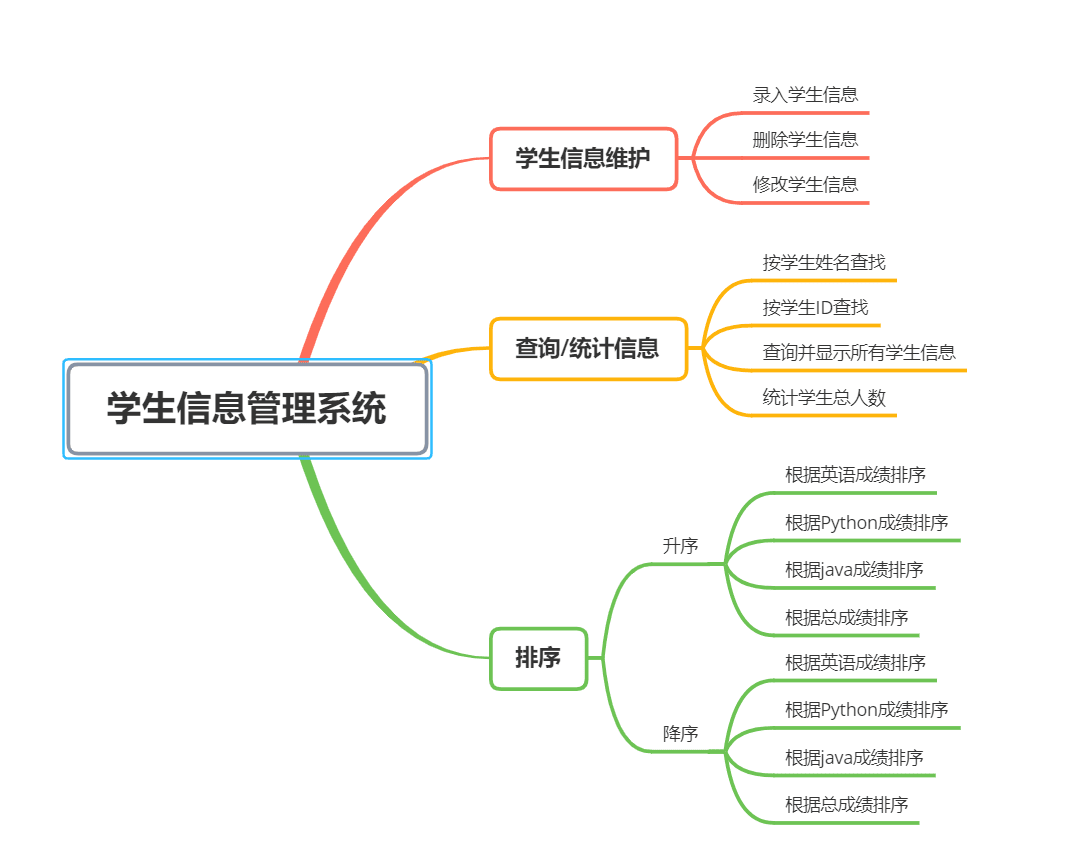 学生信息管理系统
学生信息维护
录入学生信息
删除学生信息
修改学生信息
查询/统计信息
按学生姓名查找
按学生ID查找
查询并显示所有学生信息
统计学生总人数
排序
升序
根据英语成绩排序
根据Python成绩排序
根据java成绩排序
根据总成绩排序
降序
根据英语成绩排序
根据Python成绩排序
根据java成绩排序
根据总成绩排序